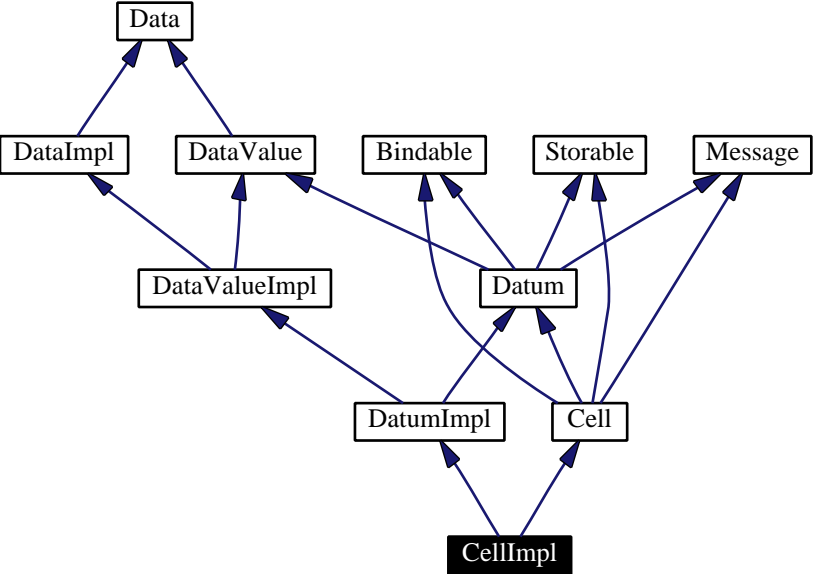 Data
DataImpl
DataValue
Bindable
Storable
Message
DataValueImpl
Datum
DatumImpl
Cell
CellImpl